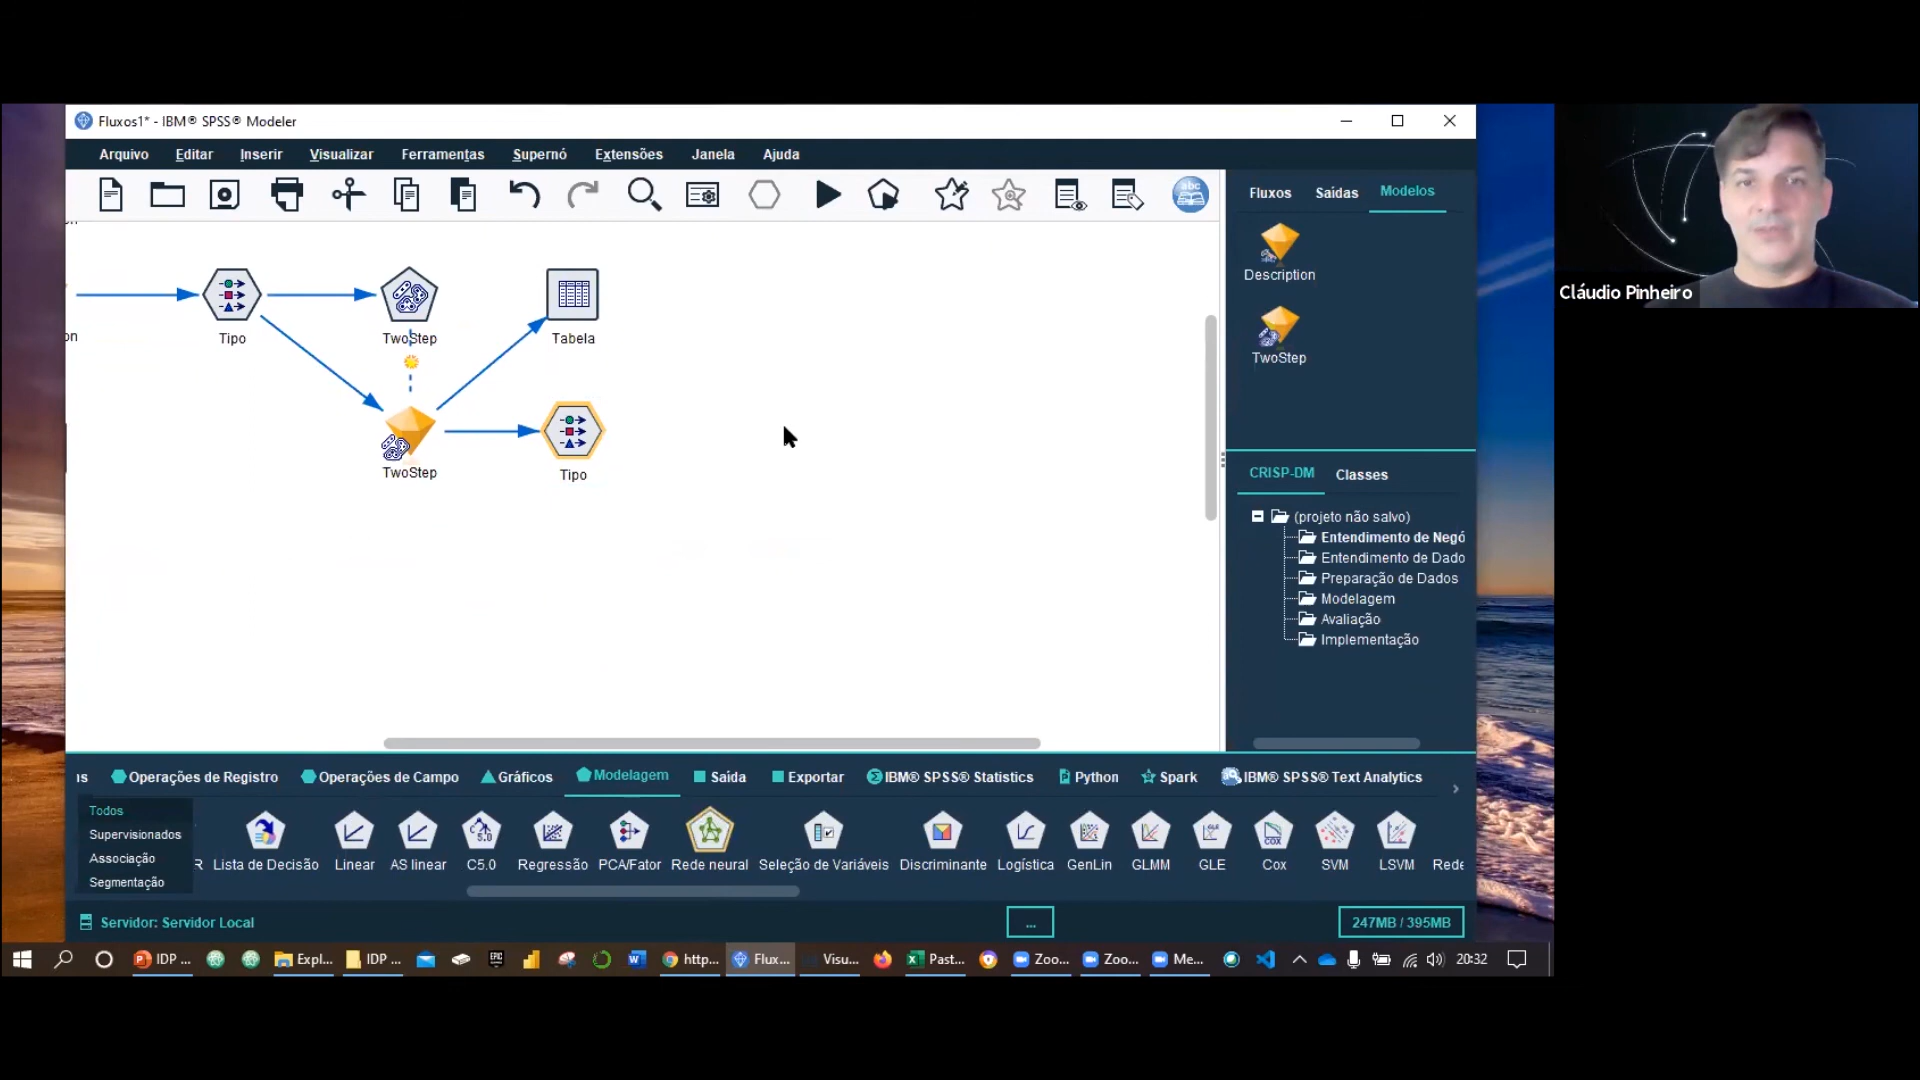 Fluxos1* - IBM® SPSS® Modeler
Arquivo Editar Inserir Visualizar Ferramentas Supernó Extensões Janela Ajuda
abc
Fluxos Saídas Modelos
Description
TwoStep
on
Tipo
TwoStep
Tabela
TwoStep
Tipo
CRISP-DM Classes
(projeto não salvo)
Entendimento de Negó
Entendimento de Dado
Preparação de Dados
Modelagem
Avaliação
Implementação
Cláudio Pinheiro
Operações de Registro Operações de Campo Gráficos Modelagem Saída Exportar IBM® SPSS® Statistics Python Spark IBM® SPSS® Text Analytics
Todos
Supervisionados
Associação
Segmentação
R Lista de Decisão Linear AS linear C5.0 Regressão PCA/Fator Rede neural Seleção de Variáveis Discriminante Logística GenLin GLMM GLE Cox SVM LSVM Rede
Servidor: Servidor Local
...
247MB / 395MB
IDP ... Expl... IDP ... http... Flux... Visu... Past... Zoo... Zoo... Me... 20:32